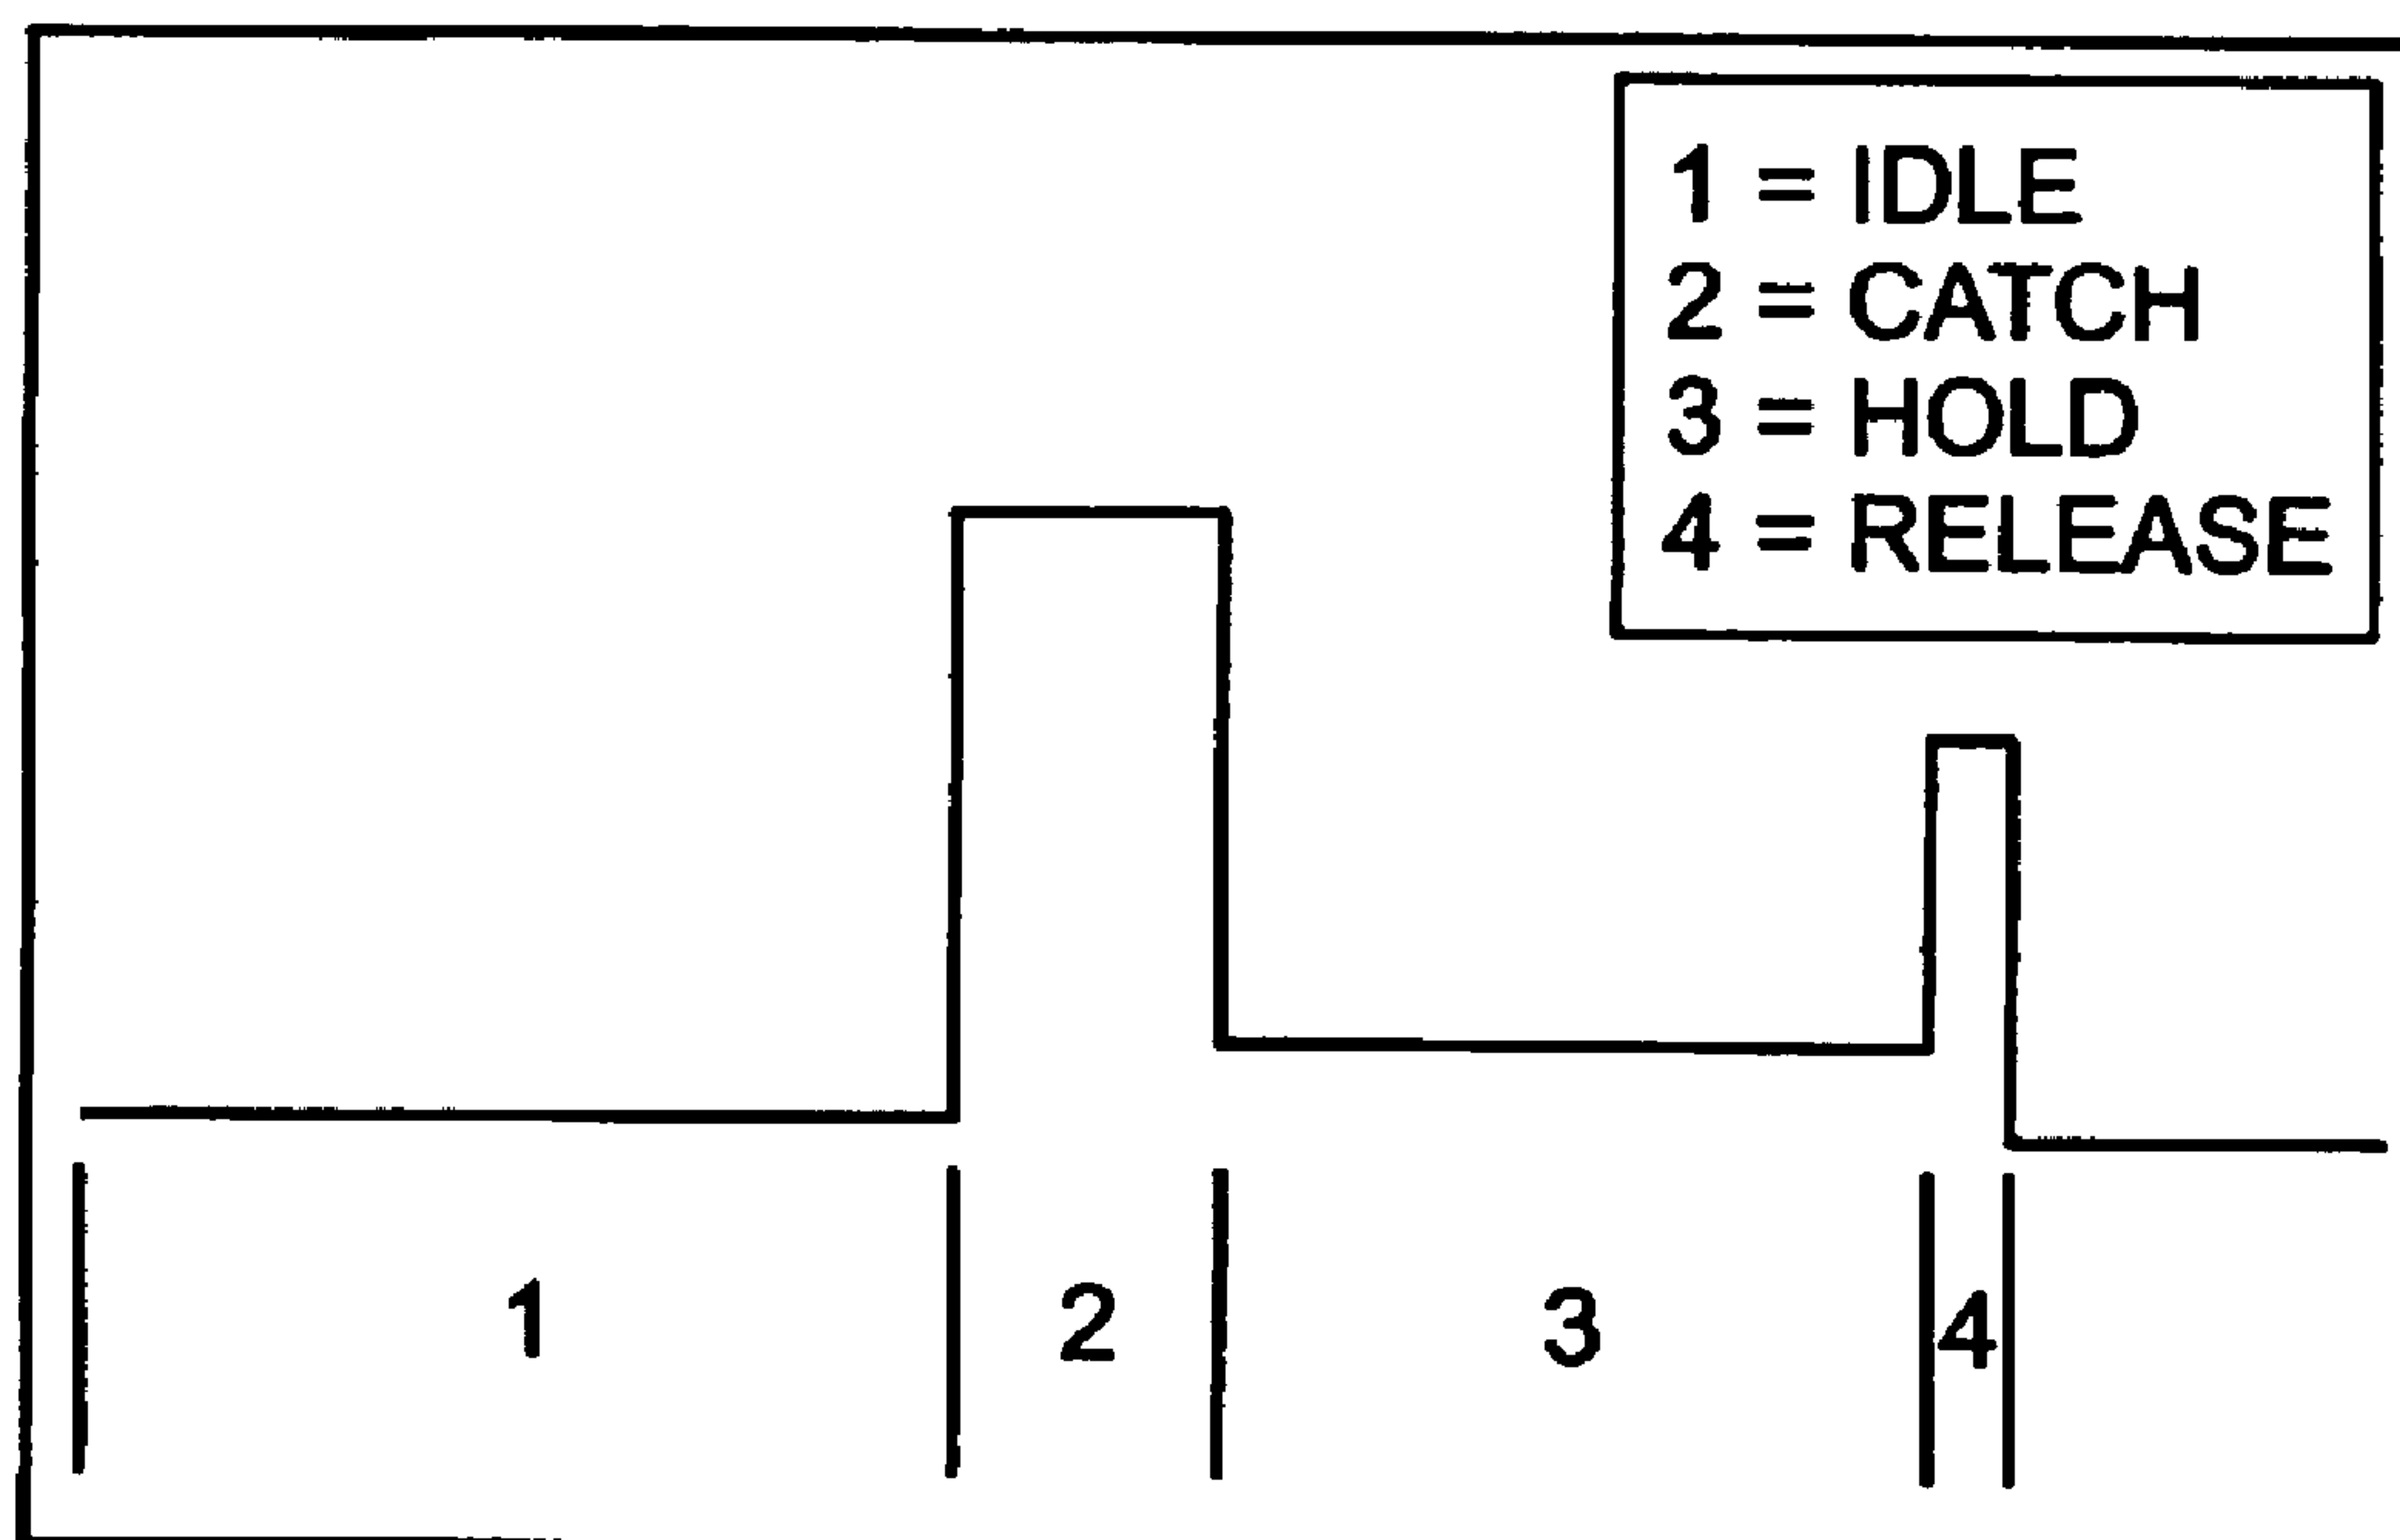 1 = IDLE
2 = CATCH
3 = HOLD
4 = RELEASE
1 2 3 4